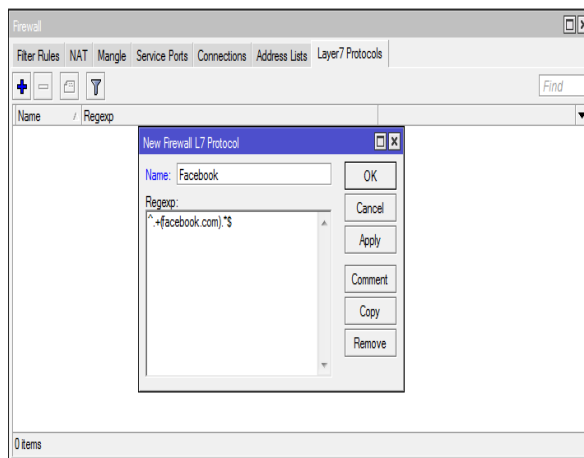 Firewall
Filter Rules NAT Mangle Service Ports Connections Address Lists Layer7 Protocols
Find
Name / Regexp
New Firewall L7 Protocol
Name: Facebook
OK
Regexp:
^.+(facebook.com).*$
Cancel
Apply
Comment
Copy
Remove
0 items